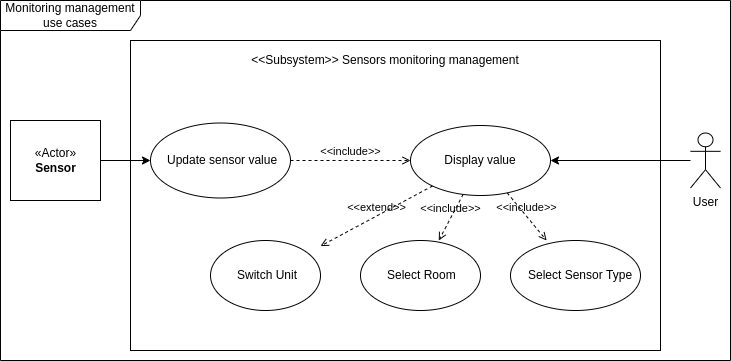 Monitoring management
use cases
<<Subsystem>> Sensors monitoring management
«Actor»
Sensor
Update sensor value
<<include>>
Display value
User
<<extend>>
<<include>>
<<include>>
Switch Unit
Select Room
Select Sensor Type